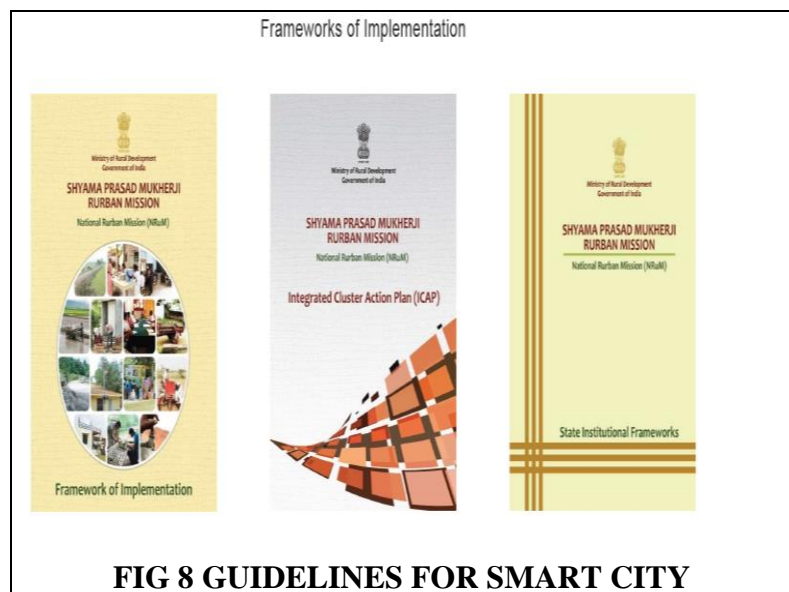 Frameworks of Implementation
Ministry of Rural Development
Government of India
SHYAMA PRASAD MUKHERJI
RURBAN MISSION
National Rurban Mission (NRuM)
Framework of Implementation
Ministry of Rural Development
Government of India
SHYAMA PRASAD MUKHERJI
RURBAN MISSION
National Rurban Mission (NRuM)
Integrated Cluster Action Plan (ICAP)
Ministry of Rural Development
Government of India
SHYAMA PRASAD MUKHERJI
RURBAN MISSION
National Rurban Mission (NRuM)
State Institutional Frameworks
FIG 8 GUIDELINES FOR SMART CITY